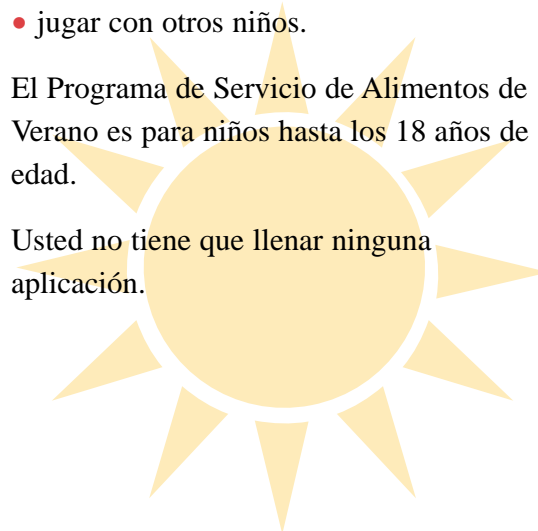 • jugar con otros niños.
El Programa de Servicio de Alimentos de
Verano es para niños hasta los 18 años de
edad.
Usted no tiene que llenar ninguna
aplicación.